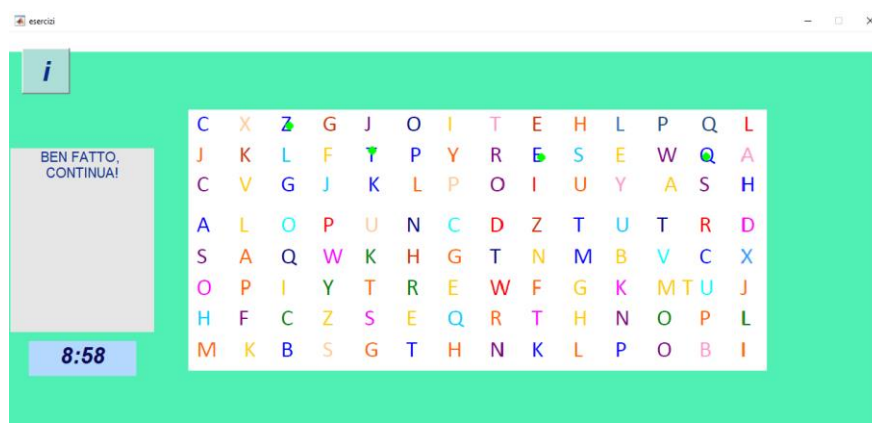 esercizi
i
BEN FATTO,
CONTINUA!
8:58
C X Z G J O I T E H L P Q L
J K L F T P Y R E S E W Q A
C V G J K L P O I U Y A S H
A L O P U N C D Z T U T R D
S A Q W K H G T N M B V C X
O P I Y T R E W F G K M T U J
H F C Z S E Q R T H N O P L
M K B S G T H N K L P O B I